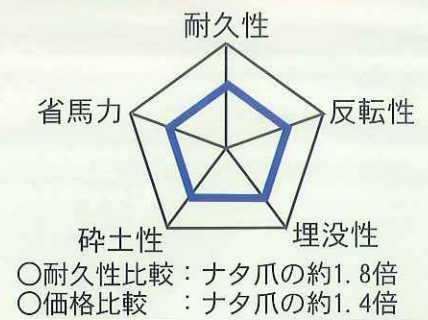 耐久性
省馬力
反転性
砕土性
埋没性
○耐久性比較：ナタ爪の約1.8倍
○価格比較　：ナタ爪の約1.4倍